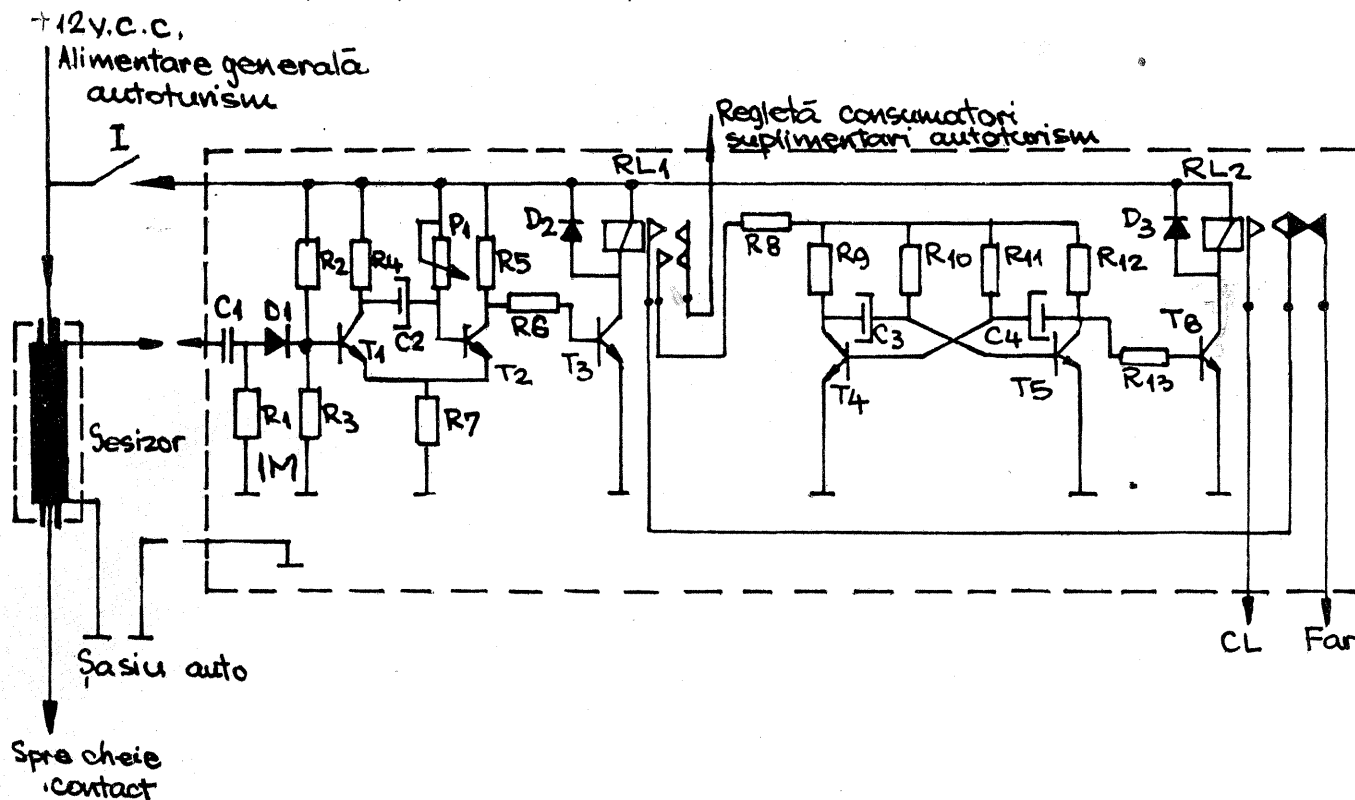 +12V.C.C.
Alimentare generală
autoturism
I
Regletă consumatori
suplimentari autoturism
RL1
RL2
R2
R4
P1
R5
D2
R8
R9
R10
R11
R12
D3
C1
D1
T1
C2
T2
R6
T3
C3
C4
T4
T5
R13
T6
R1
1M
R3
R7
Sesizor
CL
Far
Șasiu auto
Spre cheie
contact